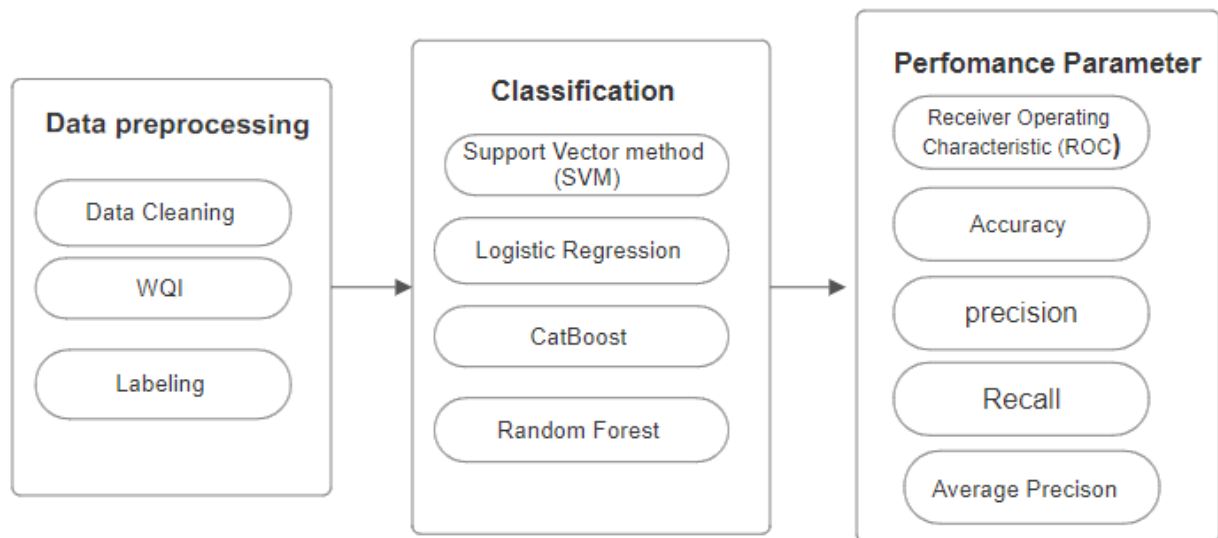 Data preprocessing
Data Cleaning
WQI
Labeling
Classification
Support Vector method
(SVM)
Logistic Regression
CatBoost
Random Forest
Perfomance Parameter
Receiver Operating
Characteristic (ROC)
Accuracy
precision
Recall
Average Precison